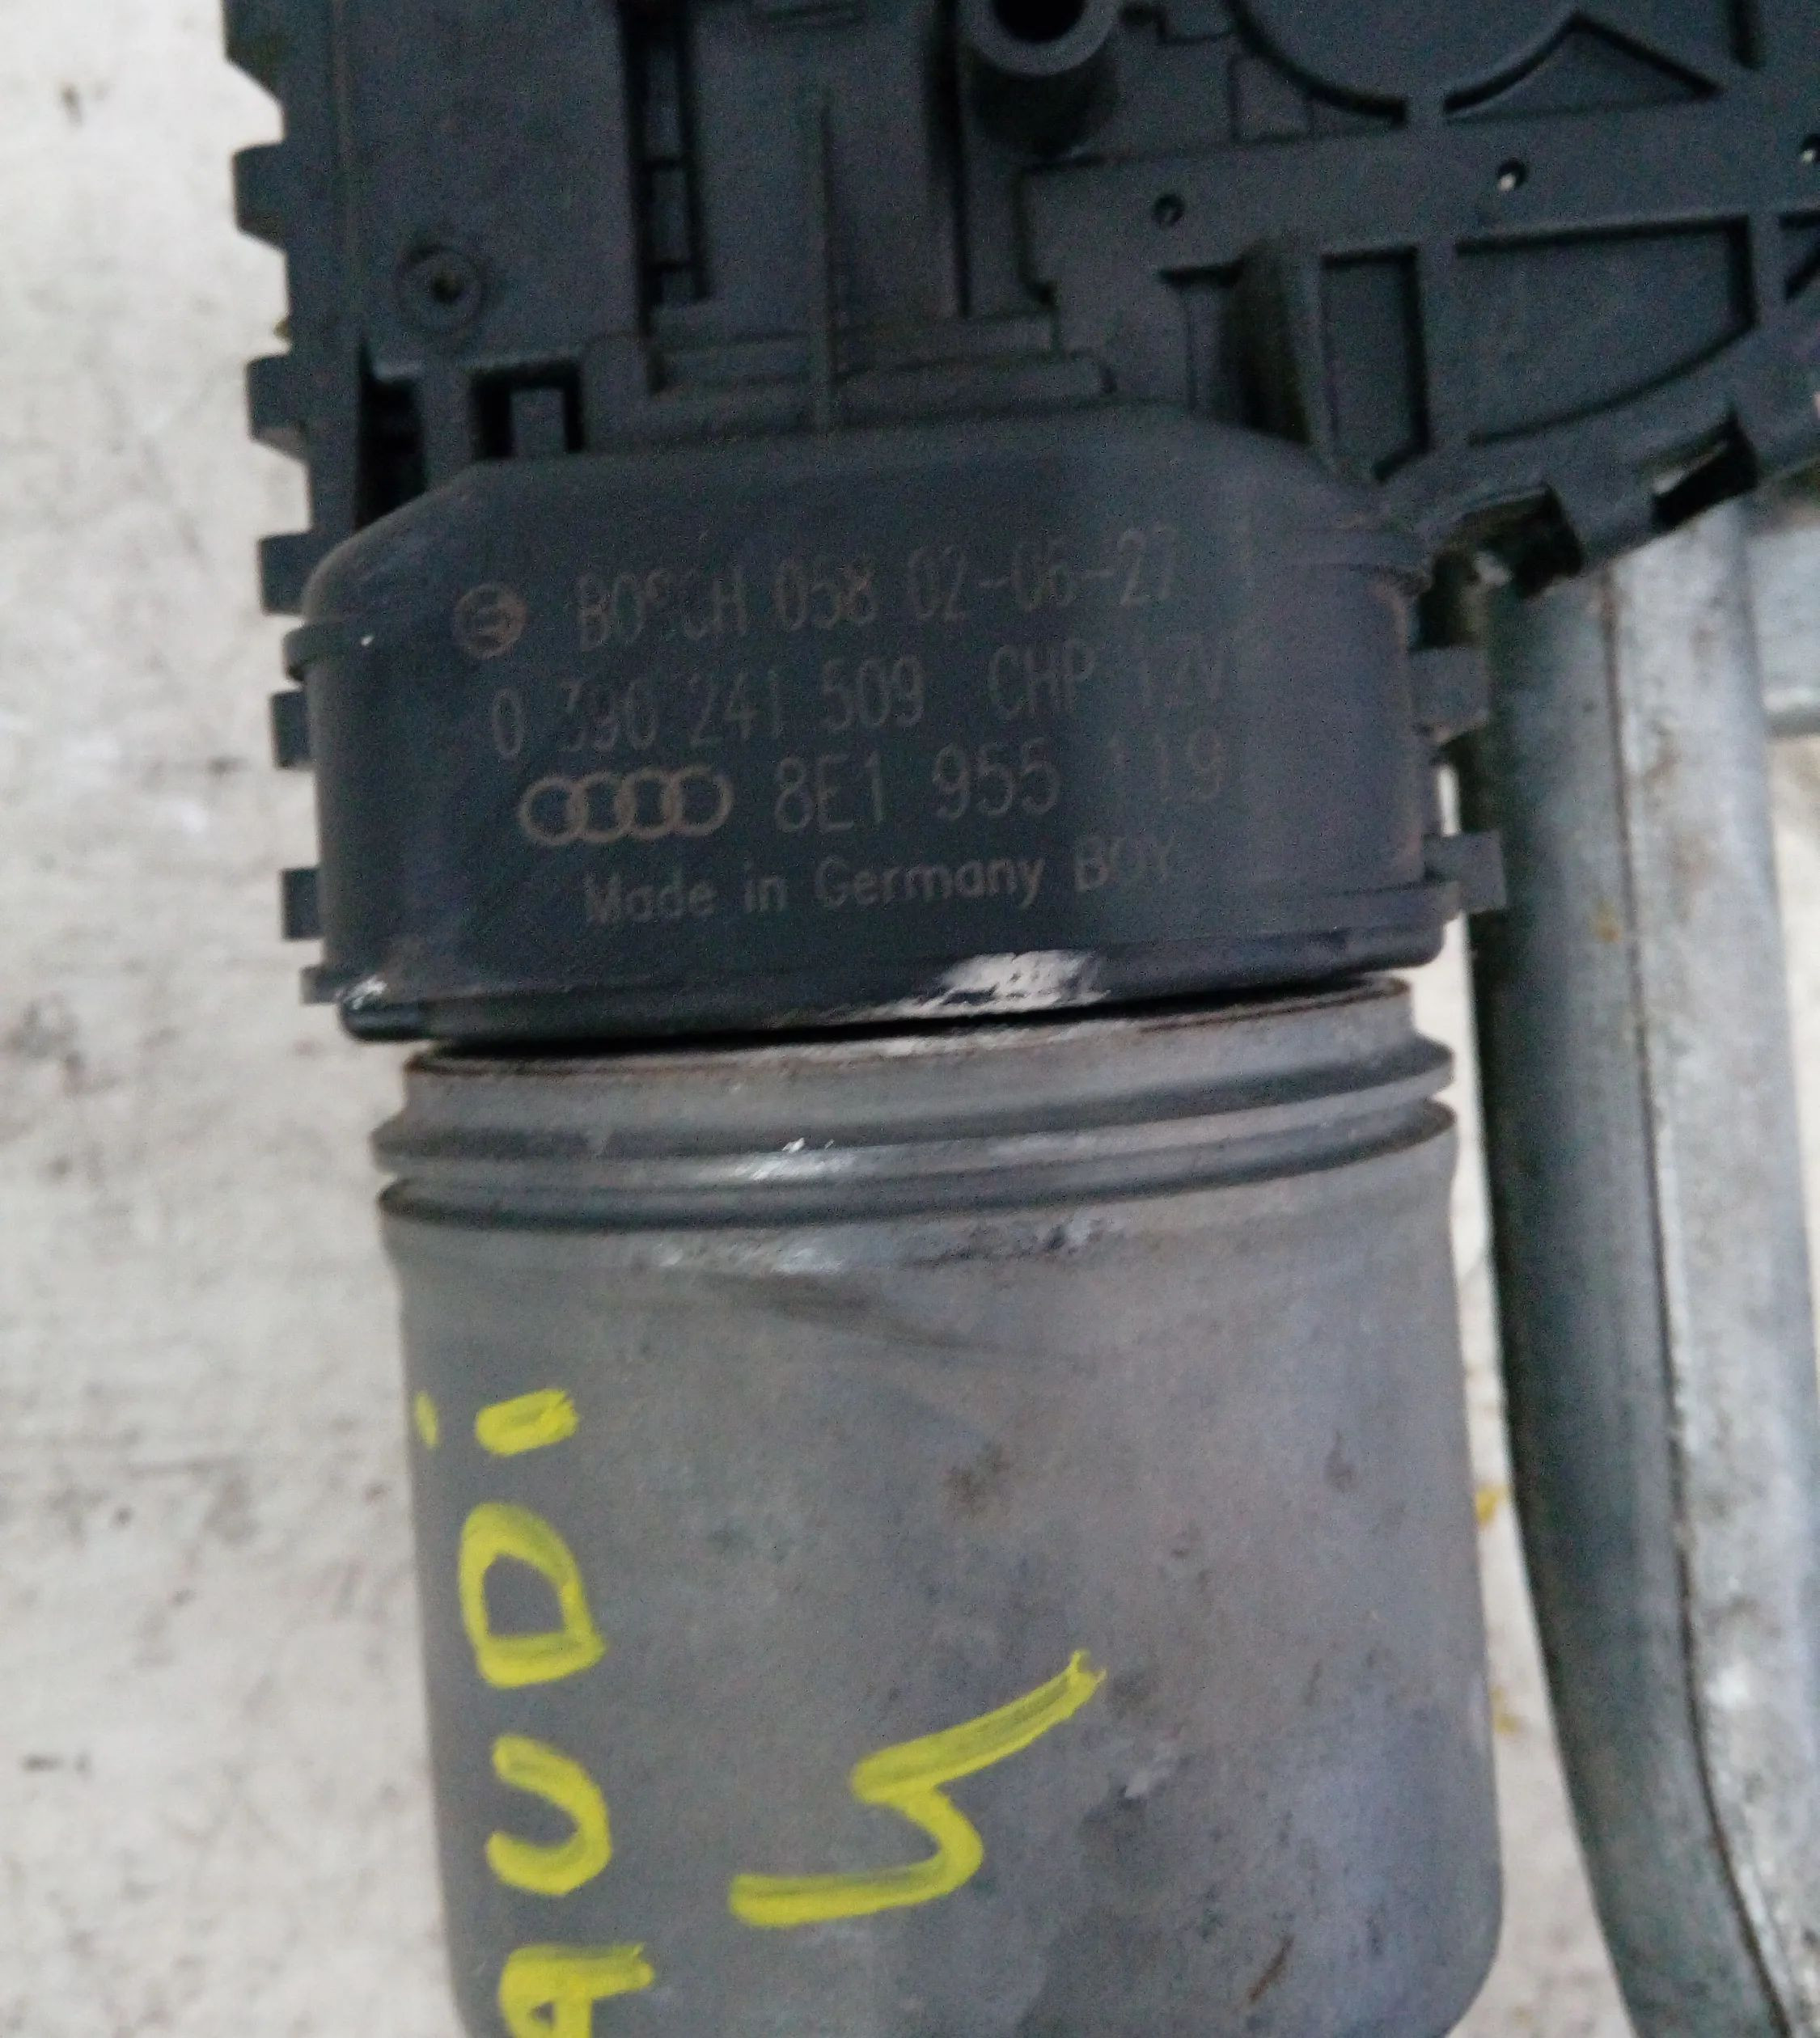 BOSCH 058 02-06-27 1
0 390 241 509 CHP 12V
8E1 955 119
Made in Germany BOY
AUDi